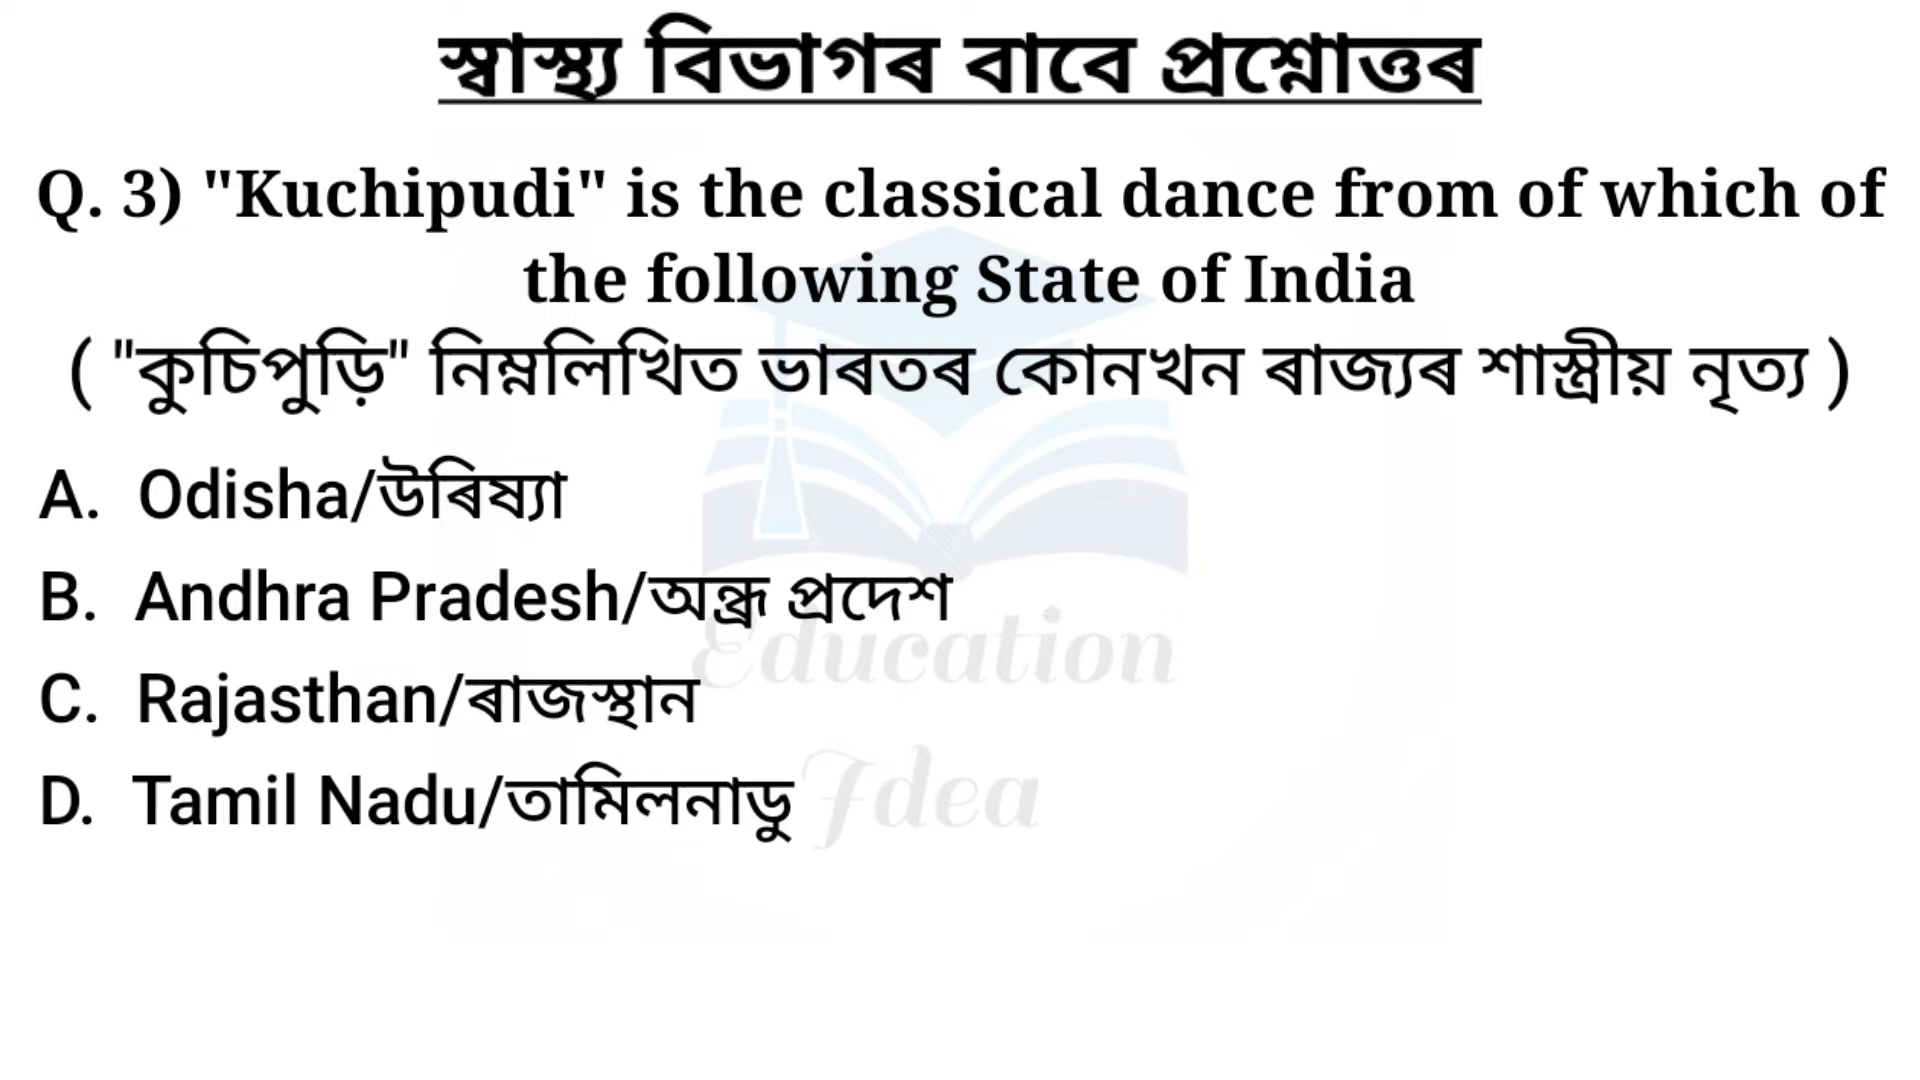 স্বাস্থ্য বিভাগৰ বাবে প্ৰশ্নোত্তৰ
Q. 3) "Kuchipudi" is the classical dance from of which of
the following State of India
( "কুচিপুড়ি" নিম্নলিখিত ভাৰতৰ কোনখন ৰাজ্যৰ শাস্ত্ৰীয় নৃত্য )
A. Odisha/উৰিষ্যা
B. Andhra Pradesh/অন্ধ্ৰ প্ৰদেশ
C. Rajasthan/ৰাজস্থান
D. Tamil Nadu/তামিলনাডু
Education
Idea